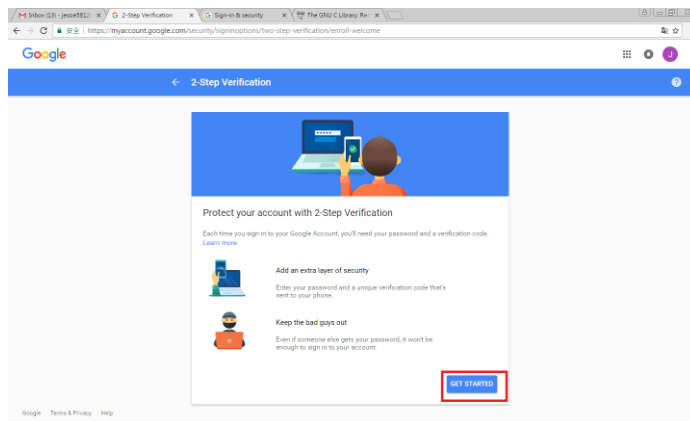 Inbox (13) - jesse5812
2-Step Verification
Sign-in & security
The GNU C Library: Re
安全 | https://myaccount.google.com/security/signinoptions/two-step-verification/enroll-welcome
Google
J
2-Step Verification
Protect your account with 2-Step Verification
Each time you sign in to your Google Account, you'll need your password and a verification code.
Learn more
Add an extra layer of security
Enter your password and a unique verification code that's
sent to your phone.
Keep the bad guys out
Even if someone else gets your password, it won't be
enough to sign in to your account.
GET STARTED
Google Terms & Privacy Help